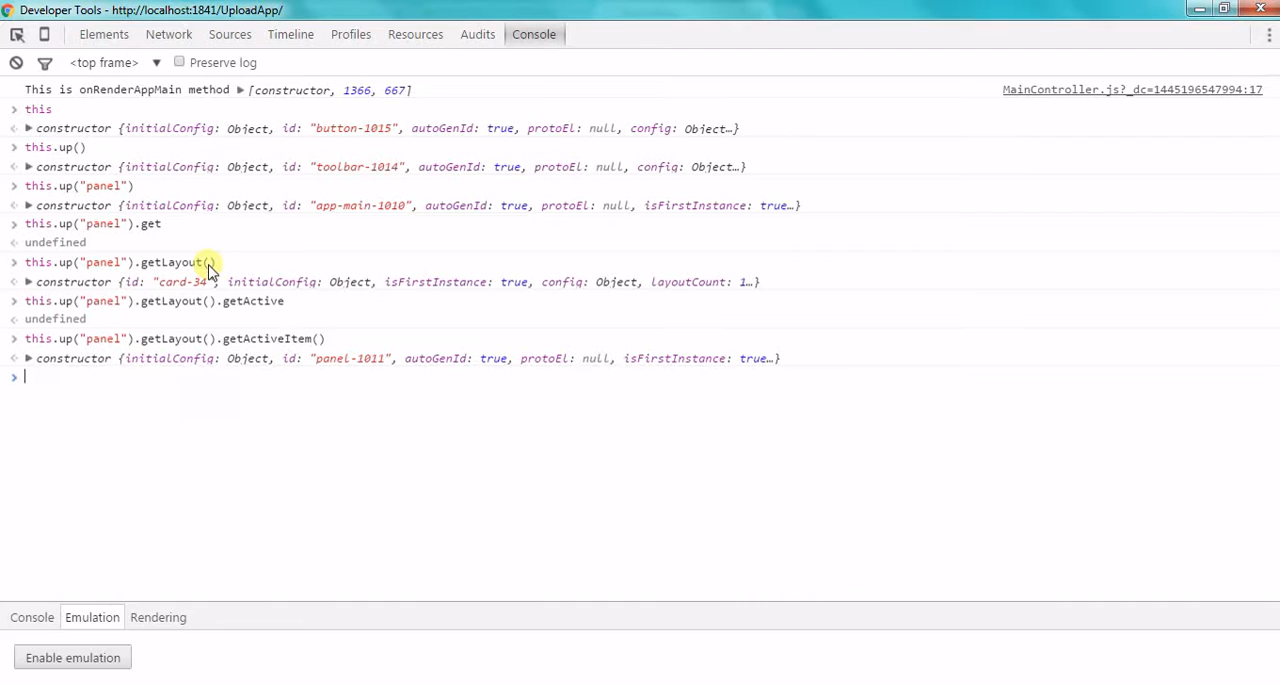 Developer Tools - http://localhost:1841/UploadApp/
Elements Network Sources Timeline Profiles Resources Audits Console
<top frame> Preserve log
This is onRenderAppMain method [constructor, 1366, 667] MainController.js?_dc=1445196547994:17
this
constructor {initialConfig: Object, id: "button-1015", autoGenId: true, protoEl: null, config: Object…}
this.up()
constructor {initialConfig: Object, id: "toolbar-1014", autoGenId: true, protoEl: null, config: Object…}
this.up("panel")
constructor {initialConfig: Object, id: "app-main-1010", autoGenId: true, protoEl: null, isFirstInstance: true…}
this.up("panel").get
undefined
this.up("panel").getLayout()
constructor {id: "card-34", initialConfig: Object, isFirstInstance: true, config: Object, layoutCount: 1…}
this.up("panel").getLayout().getActive
undefined
this.up("panel").getLayout().getActiveItem()
constructor {initialConfig: Object, id: "panel-1011", autoGenId: true, protoEl: null, isFirstInstance: true…}
Console Emulation Rendering
Enable emulation